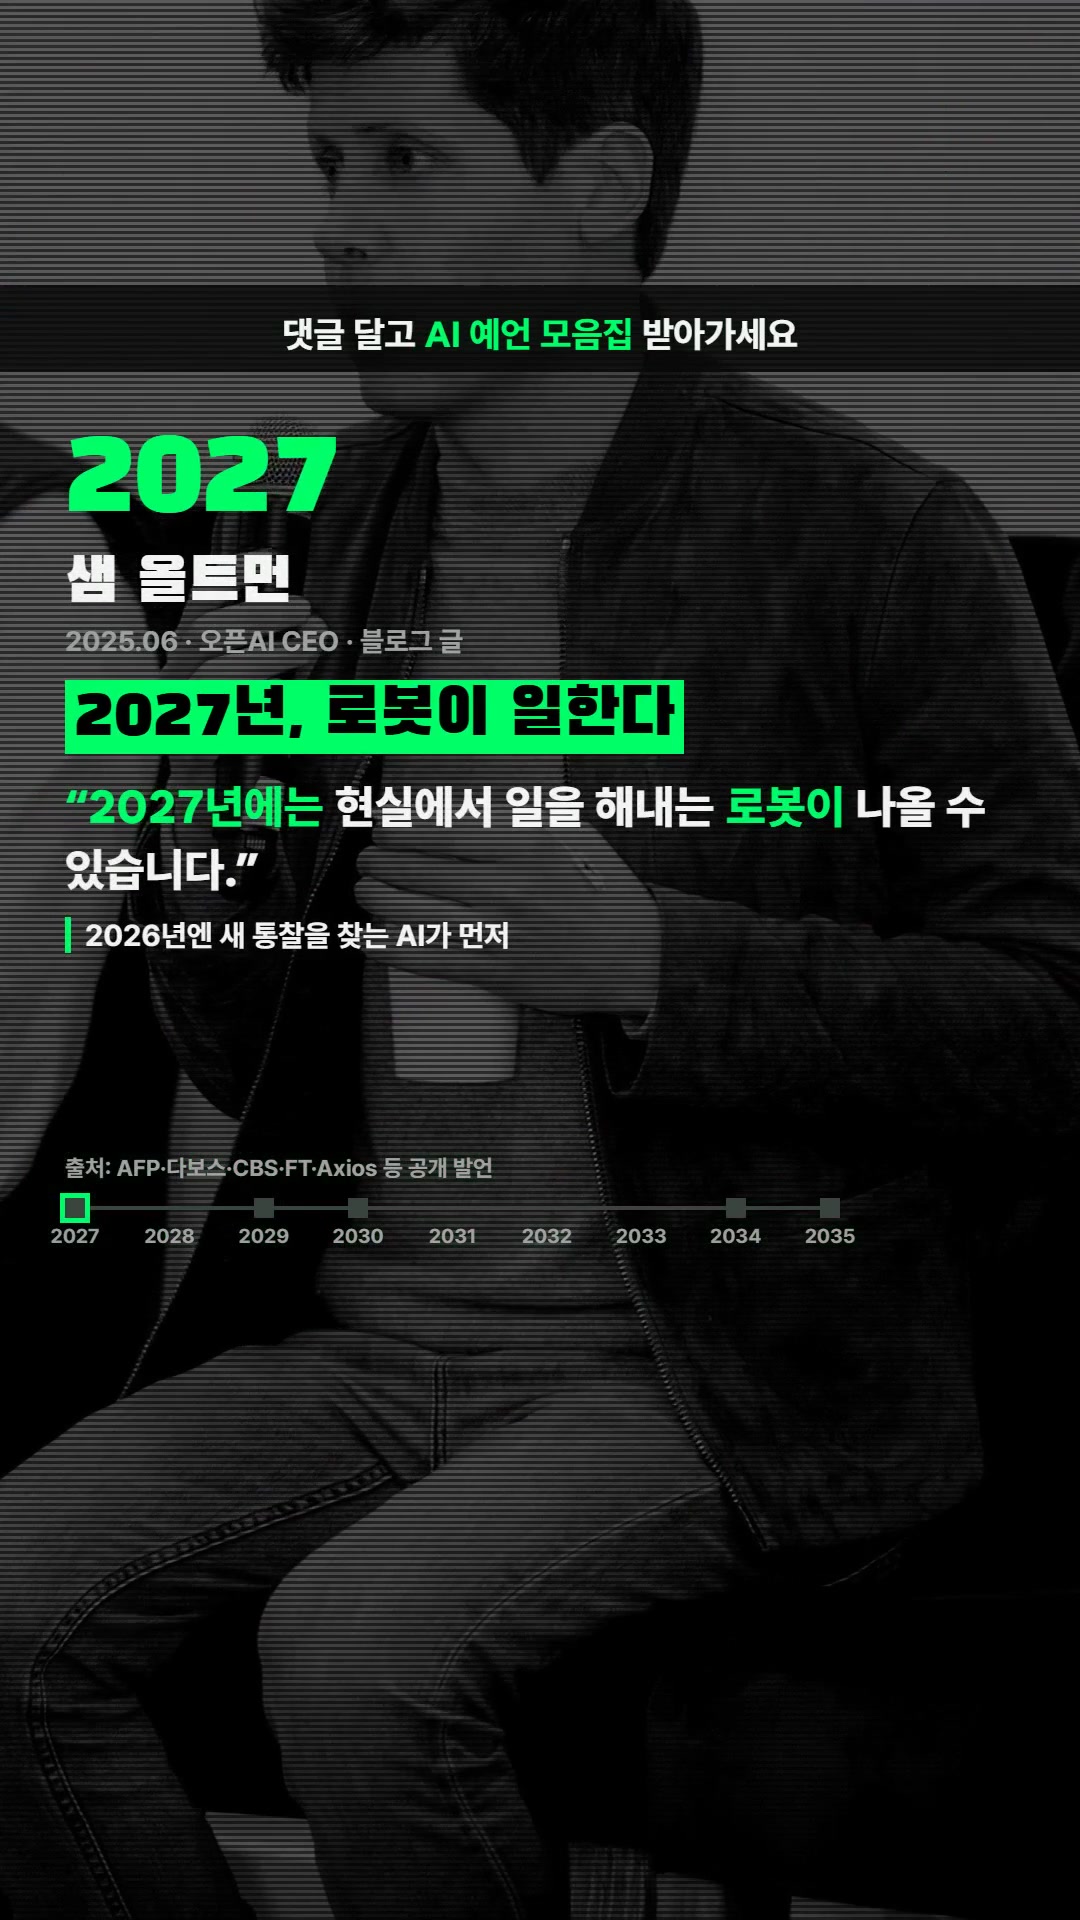 댓글 달고 AI 예언 모음집 받아가세요
2027
샘 올트먼
2025.06 · 오픈AI CEO · 블로그 글
2027년, 로봇이 일한다
“2027년에는 현실에서 일을 해내는 로봇이 나올 수
있습니다.”
2026년엔 새 통찰을 찾는 AI가 먼저
출처: AFP·다보스·CBS·FT·Axios 등 공개 발언
2027 2028 2029 2030 2031 2032 2033 2034 2035